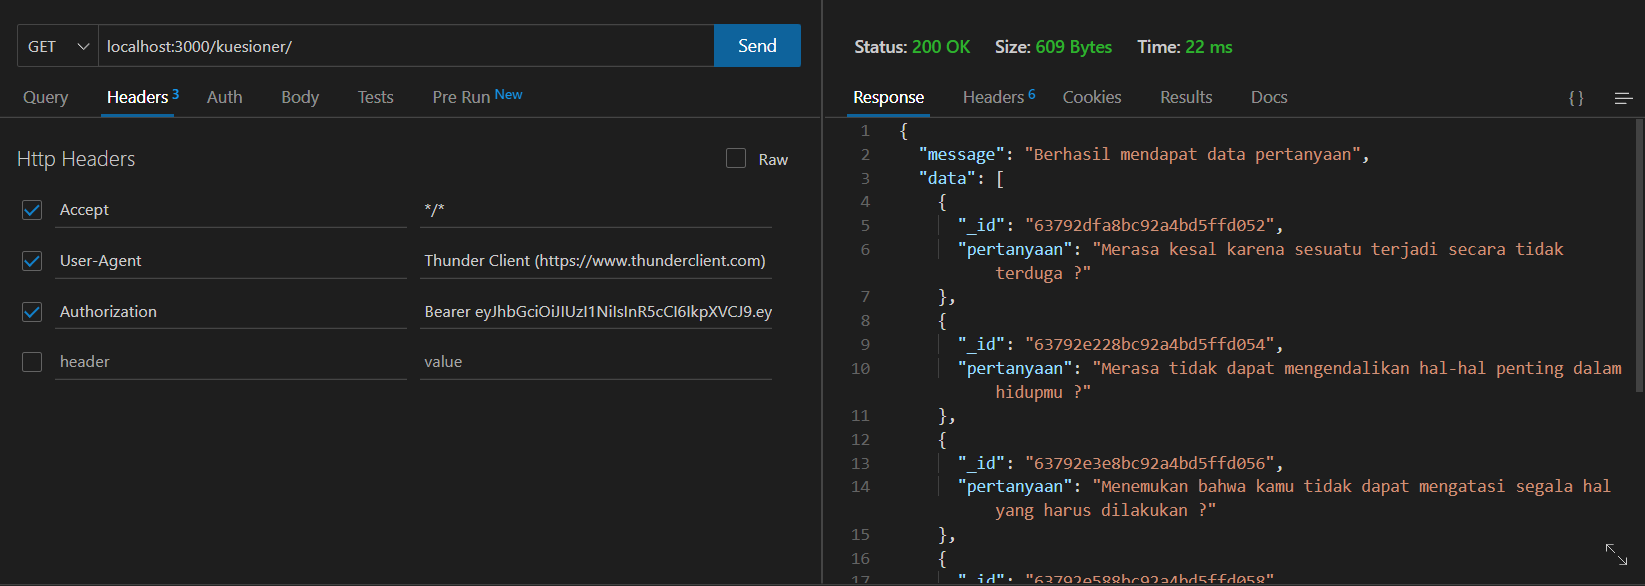 GET localhost:3000/kuesioner/ Send
Query Headers 3 Auth Body Tests Pre Run New
Http Headers Raw
Accept */*
User-Agent Thunder Client (https://www.thunderclient.com)
Authorization Bearer eyJhbGciOiJIUzI1NiIsInR5cCI6IkpXVCJ9.ey
header value
Status: 200 OK Size: 609 Bytes Time: 22 ms
Response Headers 6 Cookies Results Docs { }
1 {
2 "message": "Berhasil mendapat data pertanyaan",
3 "data": [
4 {
5 "_id": "63792dfa8bc92a4bd5ffd052",
6 "pertanyaan": "Merasa kesal karena sesuatu terjadi secara tidak
terduga ?"
7 },
8 {
9 "_id": "63792e228bc92a4bd5ffd054",
10 "pertanyaan": "Merasa tidak dapat mengendalikan hal-hal penting dalam
hidupmu ?"
11 },
12 {
13 "_id": "63792e3e8bc92a4bd5ffd056",
14 "pertanyaan": "Menemukan bahwa kamu tidak dapat mengatasi segala hal
yang harus dilakukan ?"
15 },
16 {
17 "_id": "63792e588bc92a4bd5ffd058",